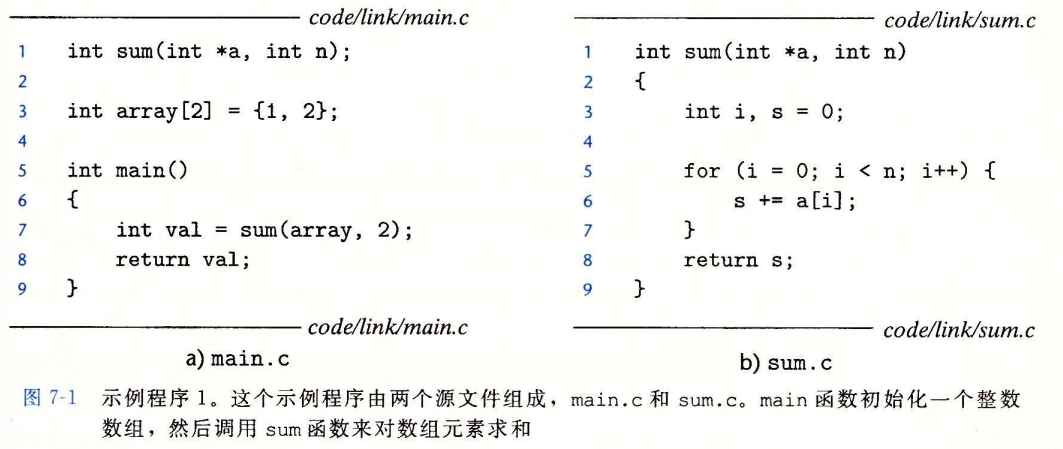 code/link/main.c
1 int sum(int *a, int n);
2
3 int array[2] = {1, 2};
4
5 int main()
6 {
7     int val = sum(array, 2);
8     return val;
9 }
code/link/main.c
a) main.c
code/link/sum.c
1 int sum(int *a, int n)
2 {
3     int i, s = 0;
4
5     for (i = 0; i < n; i++) {
6         s += a[i];
7     }
8     return s;
9 }
code/link/sum.c
b) sum.c
图 7-1 示例程序 1。这个示例程序由两个源文件组成，main.c 和 sum.c。main 函数初始化一个整数
数组，然后调用 sum 函数来对数组元素求和